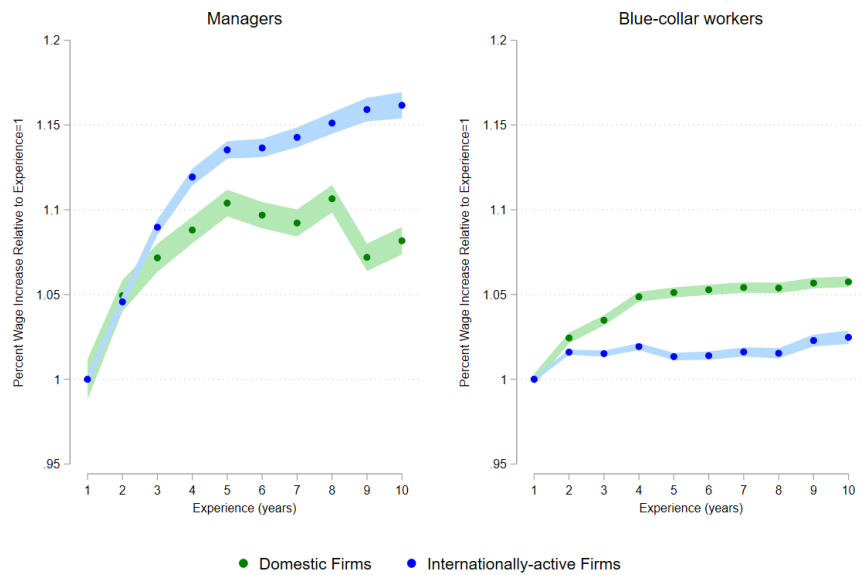 Managers
Percent Wage Increase Relative to Experience=1
1.2
1.15
1.1
1.05
1
.95
1 2 3 4 5 6 7 8 9 10
Experience (years)
Blue-collar workers
Percent Wage Increase Relative to Experience=1
1.2
1.15
1.1
1.05
1
.95
1 2 3 4 5 6 7 8 9 10
Experience (years)
Domestic Firms
Internationally-active Firms